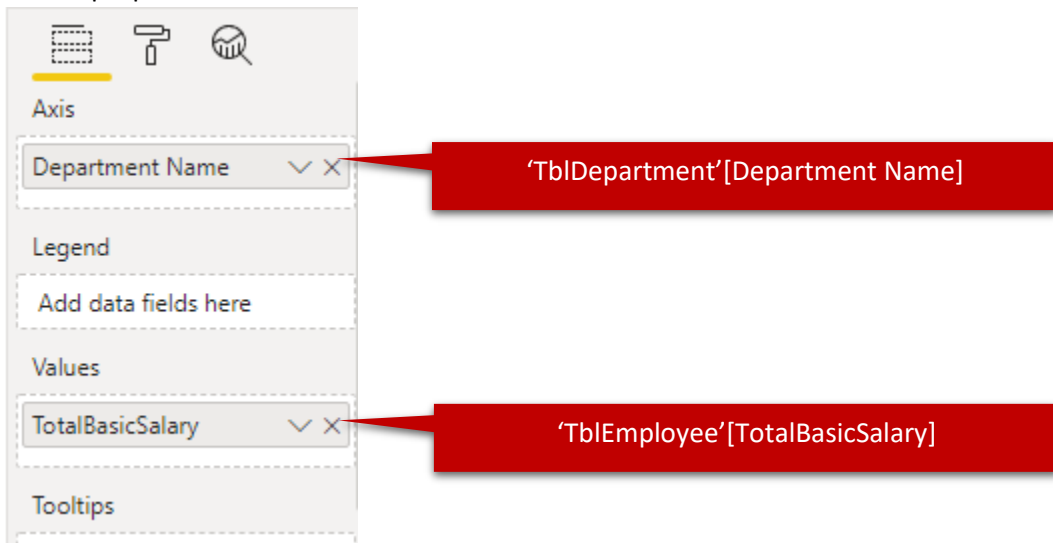 Axis
Department Name
‘TblDepartment’[Department Name]
Legend
Add data fields here
Values
TotalBasicSalary
‘TblEmployee’[TotalBasicSalary]
Tooltips